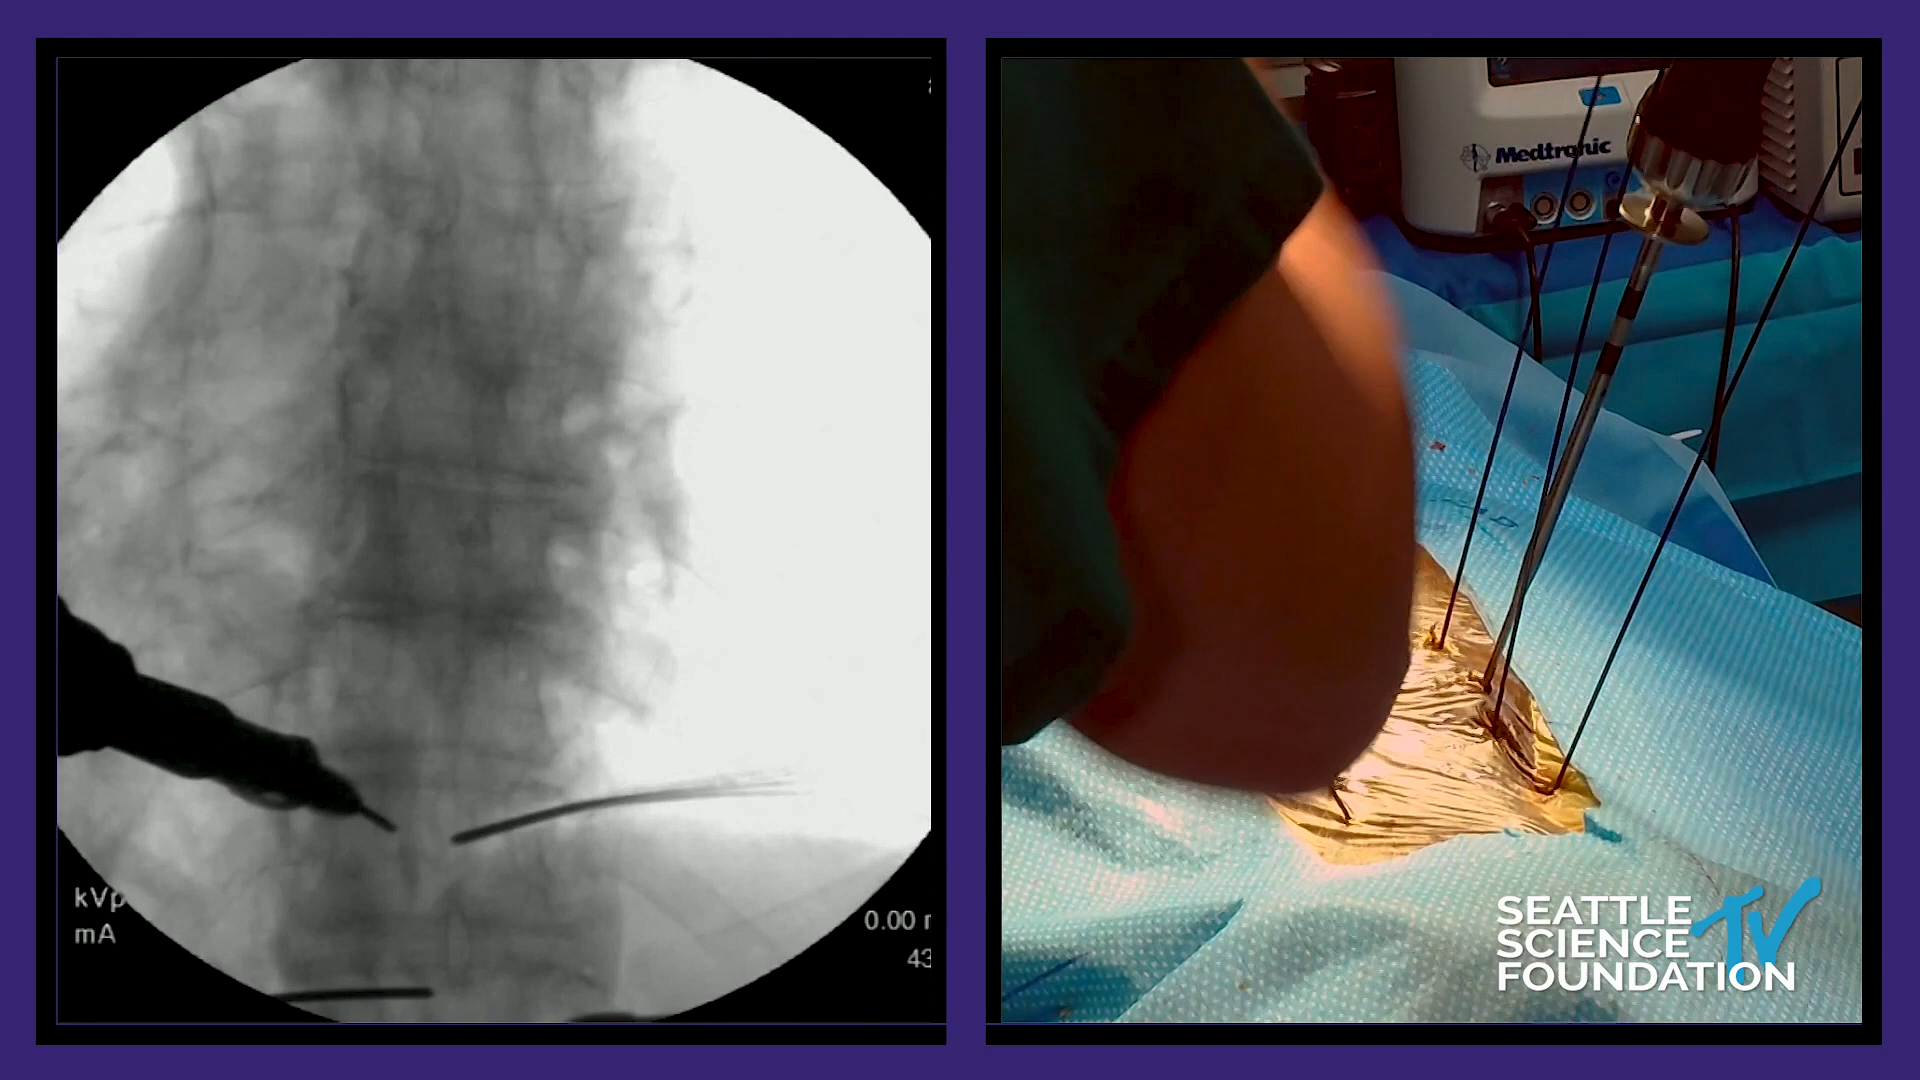 kVp
mA
0.00
43
Medtronic
SEATTLE
SCIENCE
FOUNDATION
TV